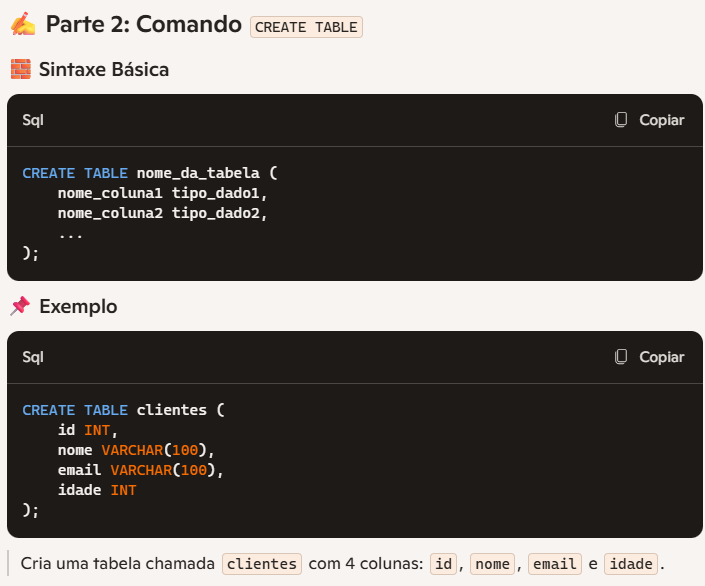 ✍️ Parte 2: Comando CREATE TABLE
🧱 Sintaxe Básica
Sql Copiar
CREATE TABLE nome_da_tabela (
    nome_coluna1 tipo_dado1,
    nome_coluna2 tipo_dado2,
    ...
);
📌 Exemplo
Sql Copiar
CREATE TABLE clientes (
    id INT,
    nome VARCHAR(100),
    email VARCHAR(100),
    idade INT
);
Cria uma tabela chamada clientes com 4 colunas: id, nome, email e idade.